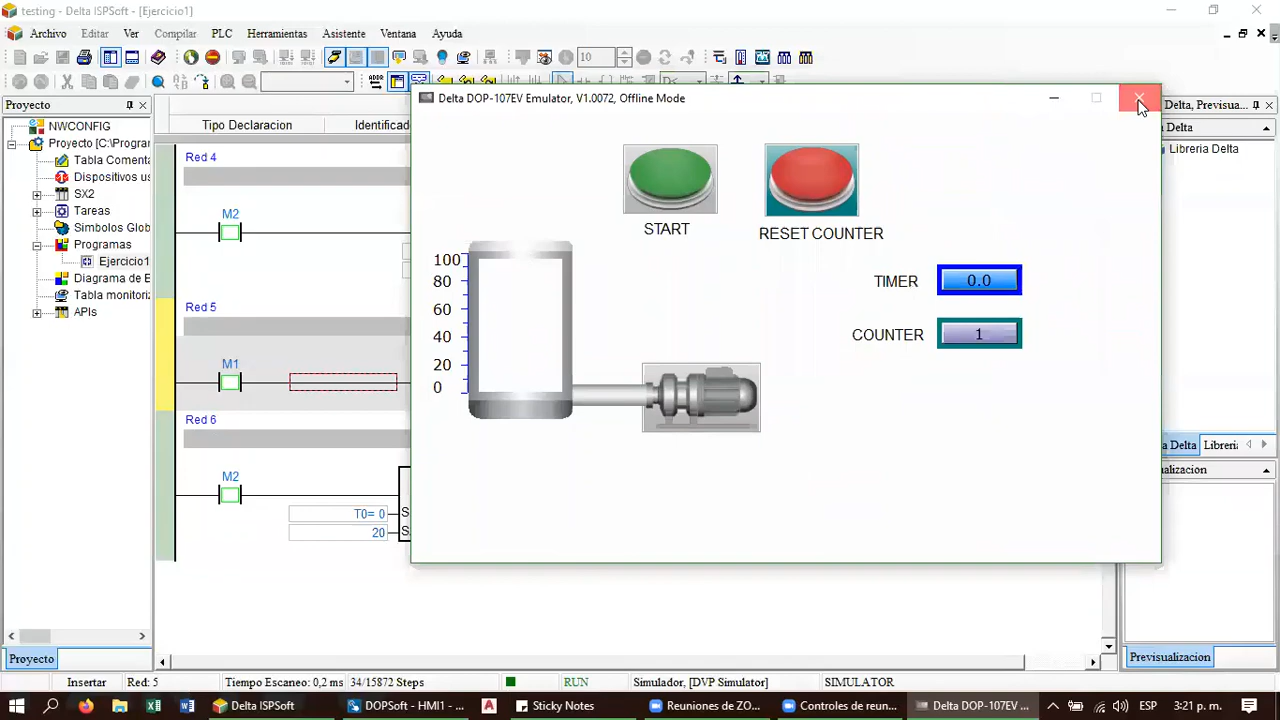 testing - Delta ISPSoft - [Ejercicio1]
Archivo Editar Ver Compilar PLC Herramientas Asistente Ventana Ayuda
10
Proyecto
NWCONFIG
Proyecto [C:\Progran
Tabla Comenta
Dispositivos us
SX2
Tareas
Simbolos Glob
Programas
Ejercicio1
Diagrama de E
Tabla monitoriz
APIs
Proyecto
Tipo Declaracion
Identificad
Red 4
M2
Red 5
M1
Red 6
M2
T0= 0
S
20
S
Delta DOP-107EV Emulator, V1.0072, Offline Mode
START
RESET COUNTER
100
80
60
40
20
0
TIMER
0.0
COUNTER
1
Delta, Previsua...
Delta
Libreria Delta
a Delta
Libreri
ualizacion
Previsualizacion
Insertar
Red: 5
Tiempo Escaneo: 0,2 ms
34/15872 Steps
RUN
Simulador, [DVP Simulator]
SIMULATOR
Delta ISPSoft
DOPSoft - HMI1 - ...
Sticky Notes
Reuniones de ZO...
Controles de reun...
Delta DOP-107EV ...
ESP
3:21 p. m.